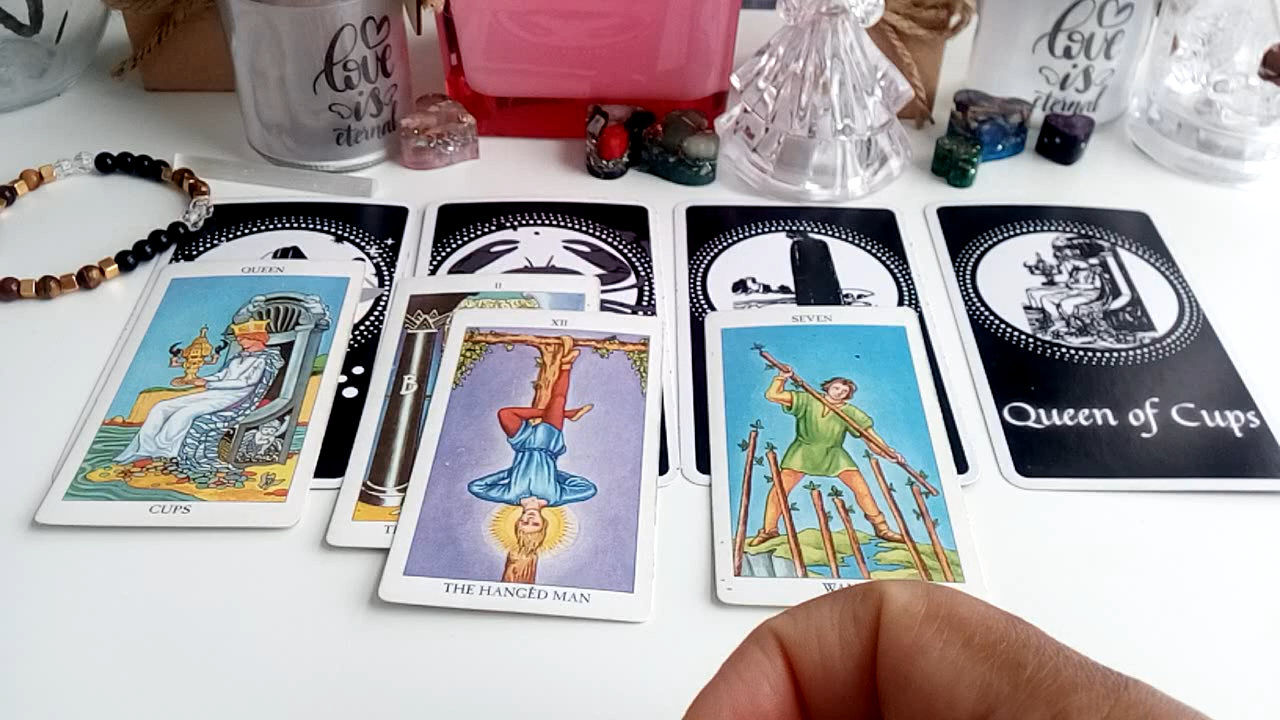 love
is
eternal
love
is
eternal
QUEEN
CUPS
II
B
XII
THE HANGED MAN
SEVEN
Queen of Cups